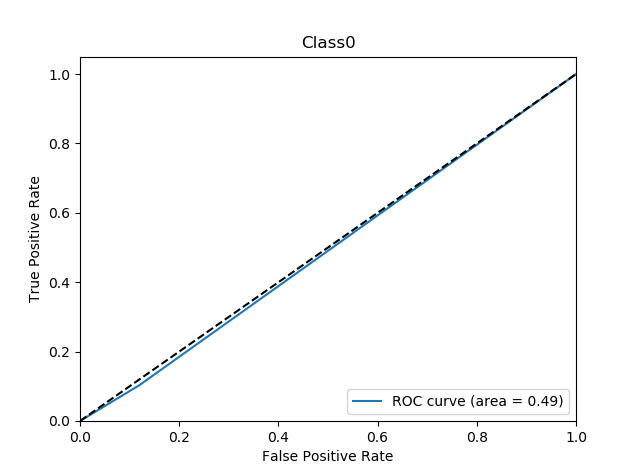 Class0
True Positive Rate
1.0
0.8
0.6
0.4
0.2
0.0
0.0 0.2 0.4 0.6 0.8 1.0
False Positive Rate
ROC curve (area = 0.49)